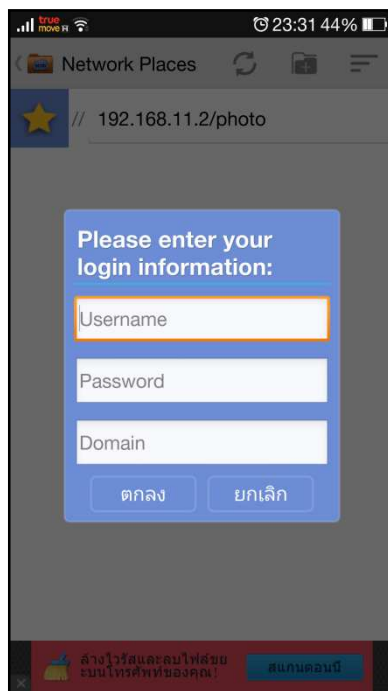 true
move H 23:31 44%
Network Places
// 192.168.11.2/photo
Please enter your
login information:
Username
Password
Domain
ตกลง ยกเลิก
ล้างไวรัสและลบไฟล์ขย
ะบนโทรศัพท์ของคุณ! สแกนตอนนี้